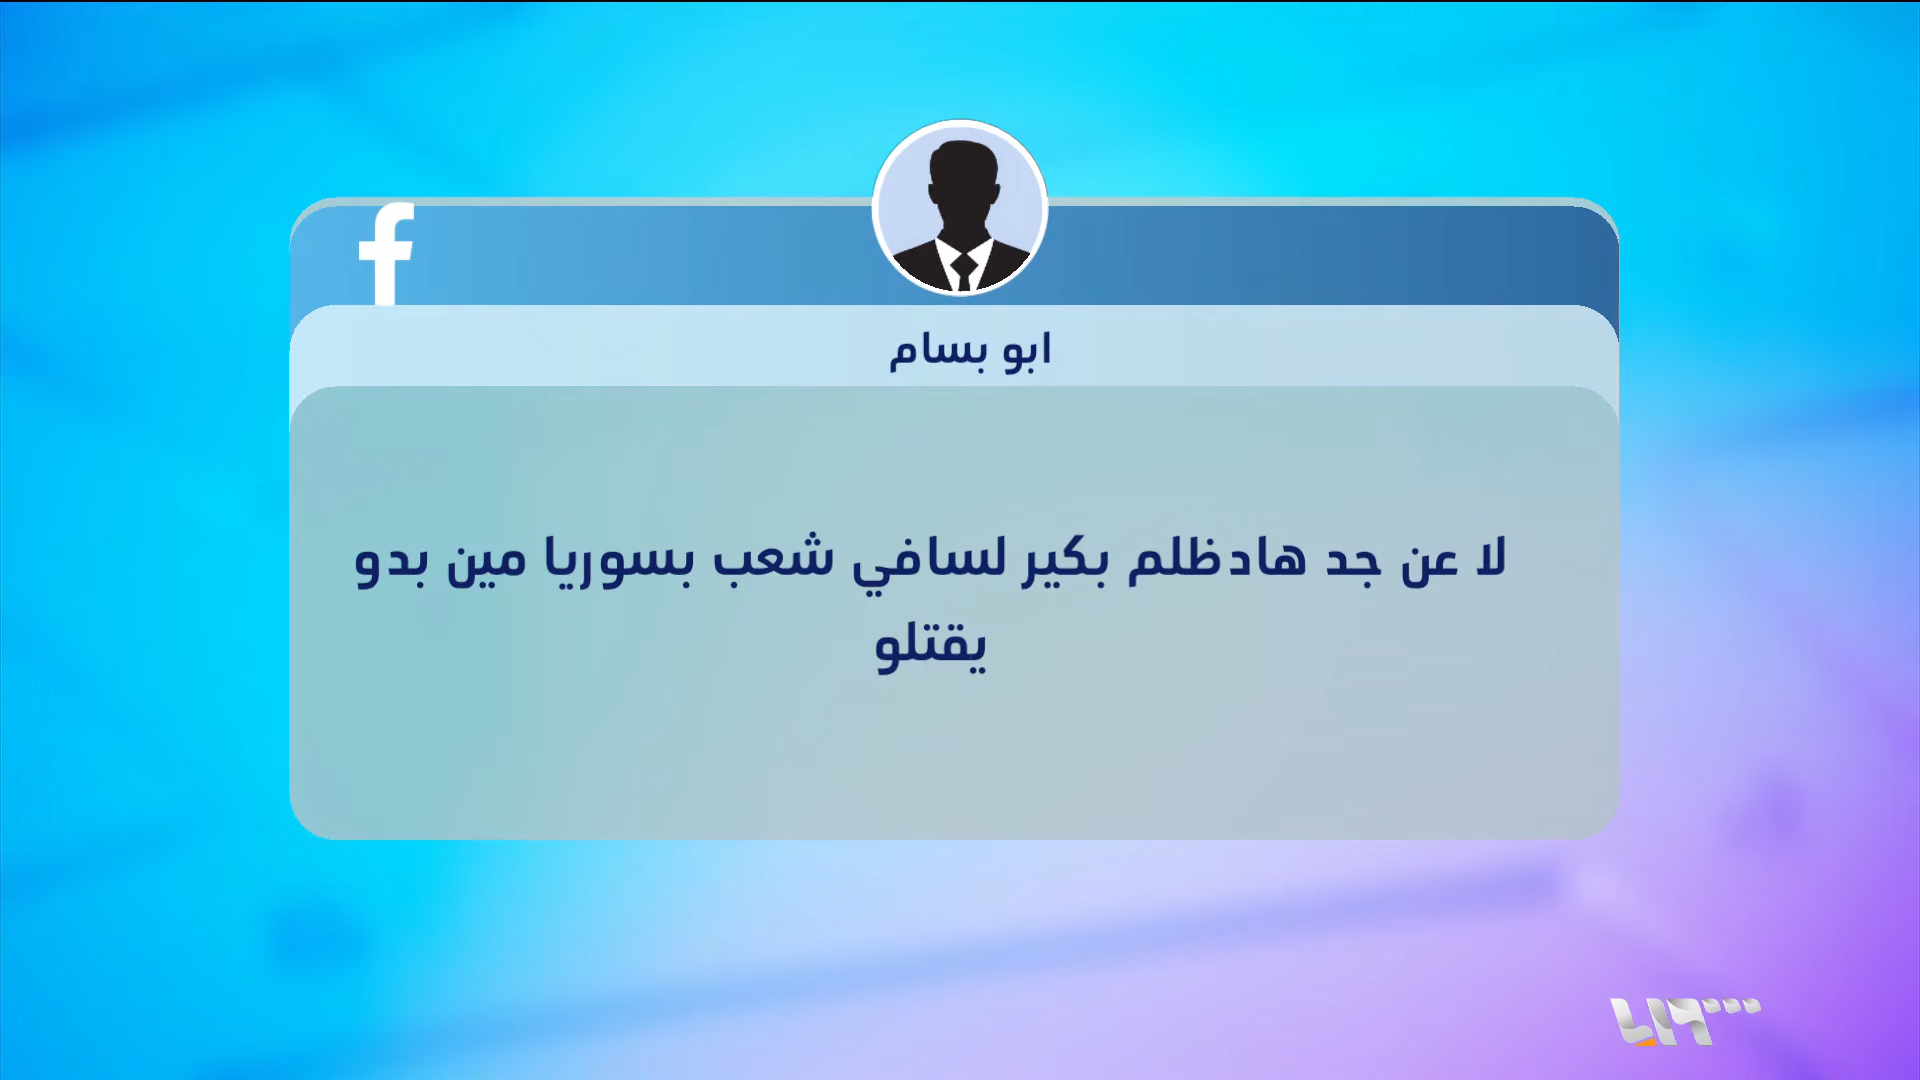 ابو بسام
لا عن جد هادظلم بكير لسافي شعب بسوريا مين بدو
يقتلو